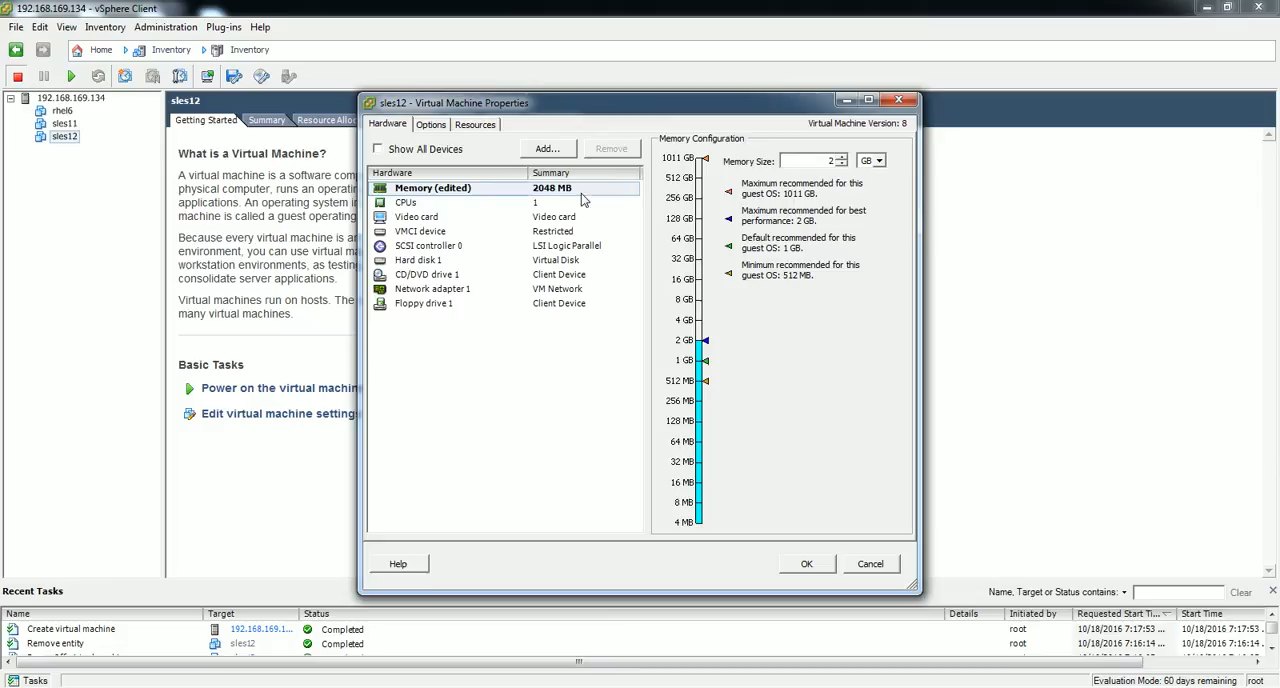 192.168.169.134 - vSphere Client
File Edit View Inventory Administration Plug-ins Help
Home Inventory Inventory
192.168.169.134
rhel6
sles11
sles12
sles12
Getting Started Summary Resource Alloc
What is a Virtual Machine?
A virtual machine is a software comp
physical computer, runs an operating
applications. An operating system in
machine is called a guest operating
Because every virtual machine is an
environment, you can use virtual ma
workstation environments, as testing
consolidate server applications.
Virtual machines run on hosts. The
many virtual machines.
Basic Tasks
Power on the virtual machin
Edit virtual machine settings
sles12 - Virtual Machine Properties
Hardware Options Resources
Virtual Machine Version: 8
Show All Devices Add... Remove
Hardware Summary
Memory (edited) 2048 MB
CPUs 1
Video card Video card
VMCI device Restricted
SCSI controller 0 LSI Logic Parallel
Hard disk 1 Virtual Disk
CD/DVD drive 1 Client Device
Network adapter 1 VM Network
Floppy drive 1 Client Device
Memory Configuration
1011 GB
512 GB
256 GB
128 GB
64 GB
32 GB
16 GB
8 GB
4 GB
2 GB
1 GB
512 MB
256 MB
128 MB
64 MB
32 MB
16 MB
8 MB
4 MB
Memory Size: 2 GB
Maximum recommended for this
guest OS: 1011 GB.
Maximum recommended for best
performance: 2 GB.
Default recommended for this
guest OS: 1 GB.
Minimum recommended for this
guest OS: 512 MB.
Help OK Cancel
Recent Tasks
Name, Target or Status contains: Clear
Name Target Status Details Initiated by Requested Start Ti... Start Time
Create virtual machine 192.168.169.1... Completed root 10/18/2016 7:17:53 ... 10/18/2016 7:17:53
Remove entity sles12 Completed root 10/18/2016 7:16:14 ... 10/18/2016 7:16:14
Tasks
Evaluation Mode: 60 days remaining root